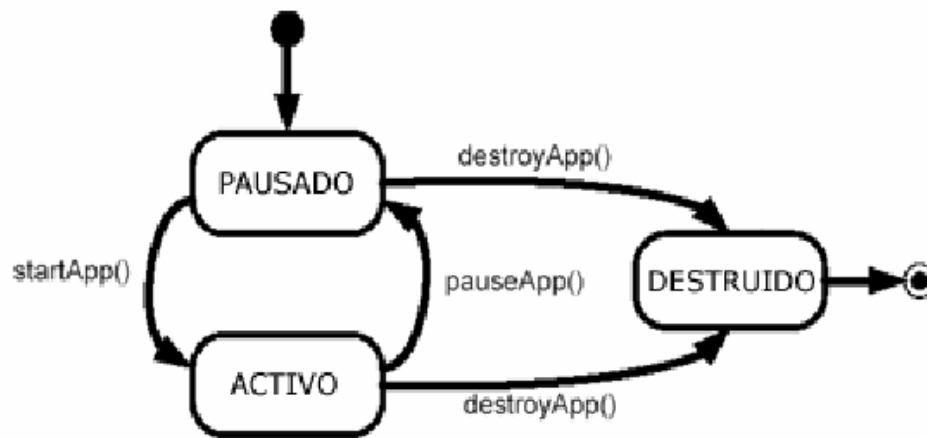 destroyApp()
PAUSADO
startApp()
pauseApp()
DESTRUIDO
ACTIVO
destroyApp()